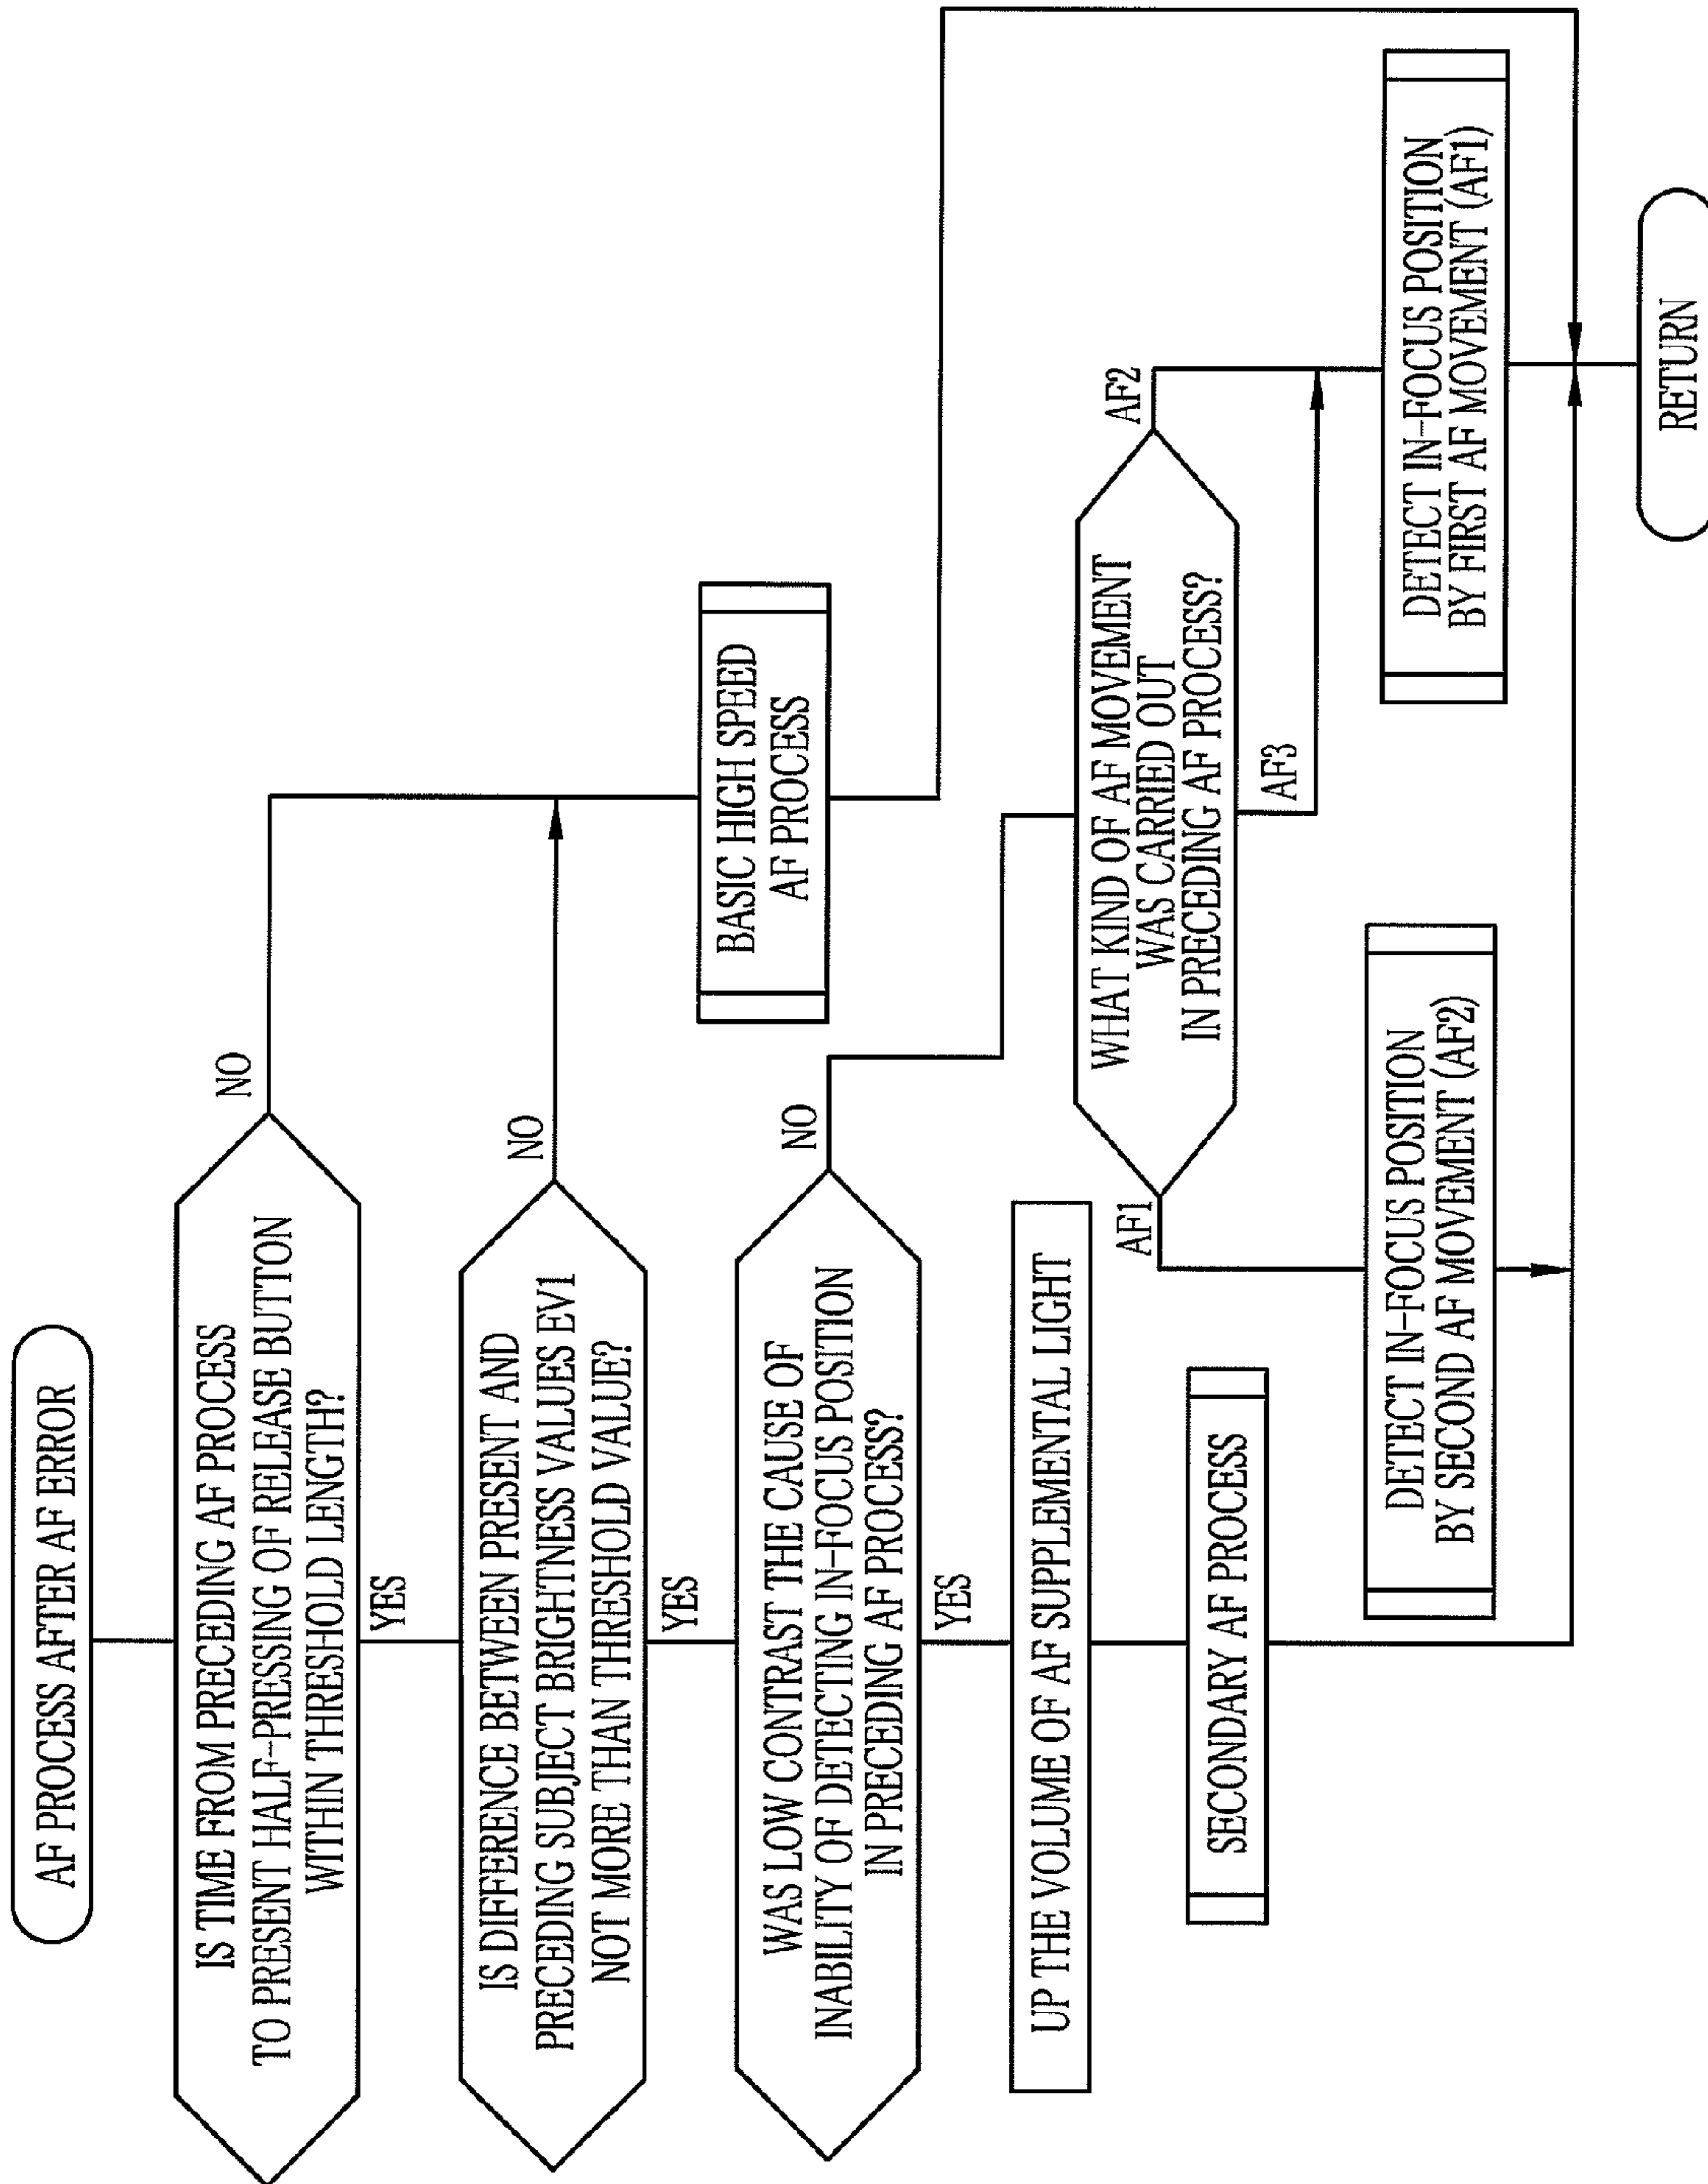 AF PROCESS AFTER AF ERROR
IS TIME FROM PRECEDING AF PROCESS
TO PRESENT HALF-PRESSING OF RELEASE BUTTON
WITHIN THRESHOLD LENGTH?
NO
YES
IS DIFFERENCE BETWEEN PRESENT AND
PRECEDING SUBJECT BRIGHTNESS VALUES EV1
NOT MORE THAN THRESHOLD VALUE?
NO
YES
BASIC HIGH SPEED
AF PROCESS
WAS LOW CONTRAST THE CAUSE OF
INABILITY OF DETECTING IN-FOCUS POSITION
IN PRECEDING AF PROCESS?
NO
YES
UP THE VOLUME OF AF SUPPLEMENTAL LIGHT
SECONDARY AF PROCESS
WHAT KIND OF AF MOVEMENT
WAS CARRIED OUT
IN PRECEDING AF PROCESS?
AF1
AF2
AF3
DETECT IN-FOCUS POSITION
BY SECOND AF MOVEMENT (AF2)
DETECT IN-FOCUS POSITION
BY FIRST AF MOVEMENT (AF1)
RETURN